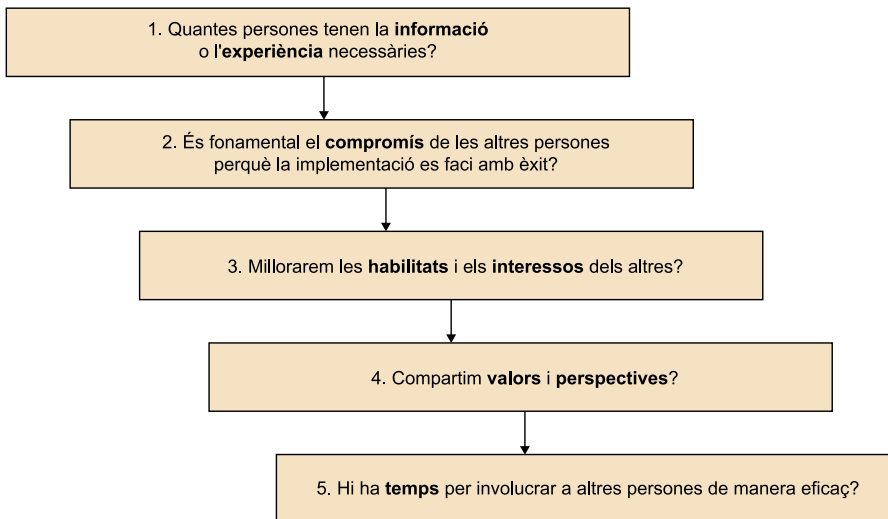 1. Quantes persones tenen la informació
o l'experiència necessàries?
2. És fonamental el compromís de les altres persones
perquè la implementació es faci amb èxit?
3. Millorarem les habilitats i els interessos dels altres?
4. Compartim valors i perspectives?
5. Hi ha temps per involucrar a altres persones de manera eficaç?